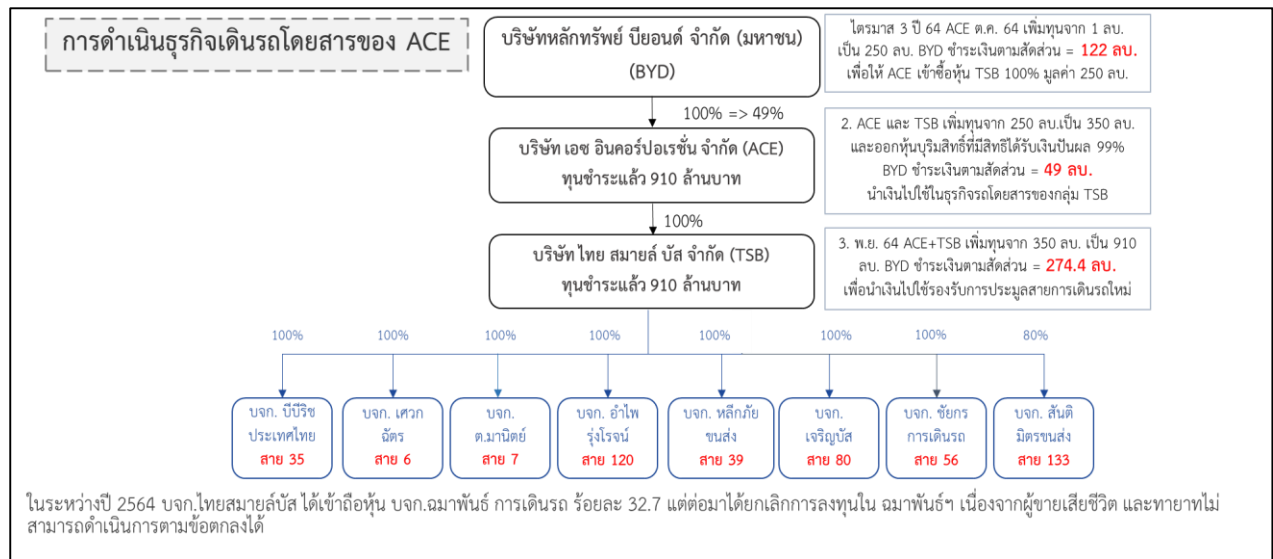 การดำเนินธุรกิจเดินรถโดยสารของ ACE
บริษัทหลักทรัพย์ บียอนด์ จำกัด (มหาชน)
(BYD)
ไตรมาส 3 ปี 64 ACE ต.ค. 64 เพิ่มทุนจาก 1 ลบ.
เป็น 250 ลบ. BYD ชำระเงินตามสัดส่วน = 122 ลบ.
เพื่อให้ ACE เข้าซื้อหุ้น TSB 100% มูลค่า 250 ลบ.
100% => 49%
บริษัท เอซ อินคอร์ปอเรชั่น จำกัด (ACE)
ทุนชำระแล้ว 910 ล้านบาท
2. ACE และ TSB เพิ่มทุนจาก 250 ลบ.เป็น 350 ลบ.
และออกหุ้นบุริมสิทธิ์ที่มีสิทธิได้รับเงินปันผล 99%
BYD ชำระเงินตามสัดส่วน = 49 ลบ.
นำเงินไปใช้ในธุรกิจรถโดยสารของกลุ่ม TSB
100%
บริษัท ไทย สมายล์ บัส จำกัด (TSB)
ทุนชำระแล้ว 910 ล้านบาท
3. พ.ย. 64 ACE+TSB เพิ่มทุนจาก 350 ลบ. เป็น 910
ลบ. BYD ชำระเงินตามสัดส่วน = 274.4 ลบ.
เพื่อนำเงินไปใช้รองรับการประมูลสายการเดินรถใหม่
100% 100% 100% 100% 100% 100% 100% 80%
บจก. บีบีริช
ประเทศไทย
สาย 35
บจก. เศวก
ฉัตร
สาย 6
บจก.
ต.มานิตย์
สาย 7
บจก. อำไพ
รุ่งโรจน์
สาย 120
บจก. หลีกภัย
ขนส่ง
สาย 39
บจก.
เจริญบัส
สาย 80
บจก. ชัยกร
การเดินรถ
สาย 56
บจก. สันติ
มิตรขนส่ง
สาย 133
ในระหว่างปี 2564 บจก.ไทยสมายล์บัส ได้เข้าถือหุ้น บจก.ฉมาพันธ์ การเดินรถ ร้อยละ 32.7 แต่ต่อมาได้ยกเลิกการลงทุนใน ฉมาพันธ์ฯ เนื่องจากผู้ขายเสียชีวิต และทายาทไม่
สามารถดำเนินการตามข้อตกลงได้